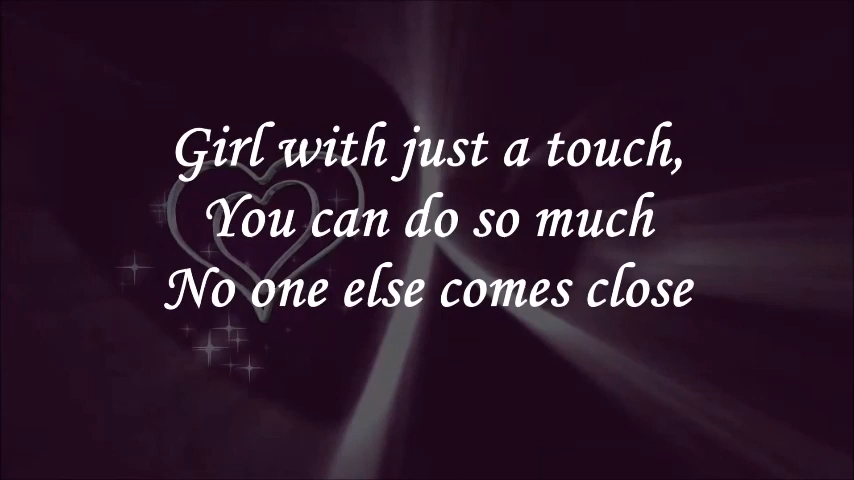 Girl with just a touch,
You can do so much
No one else comes close